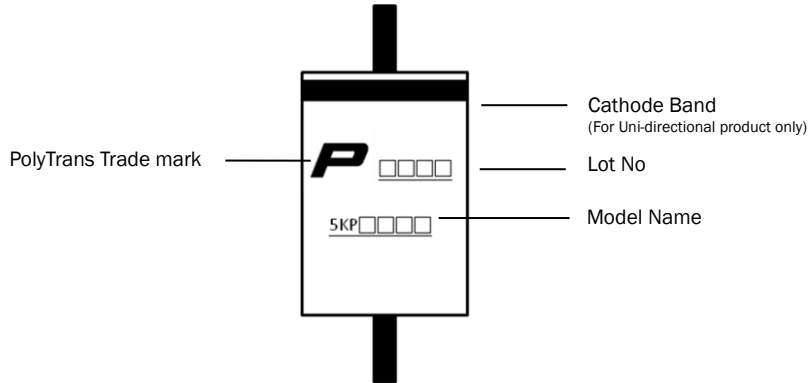 Cathode Band
(For Uni-directional product only)
PolyTrans Trade mark
P □□□□
Lot No
5KP□□□□
Model Name